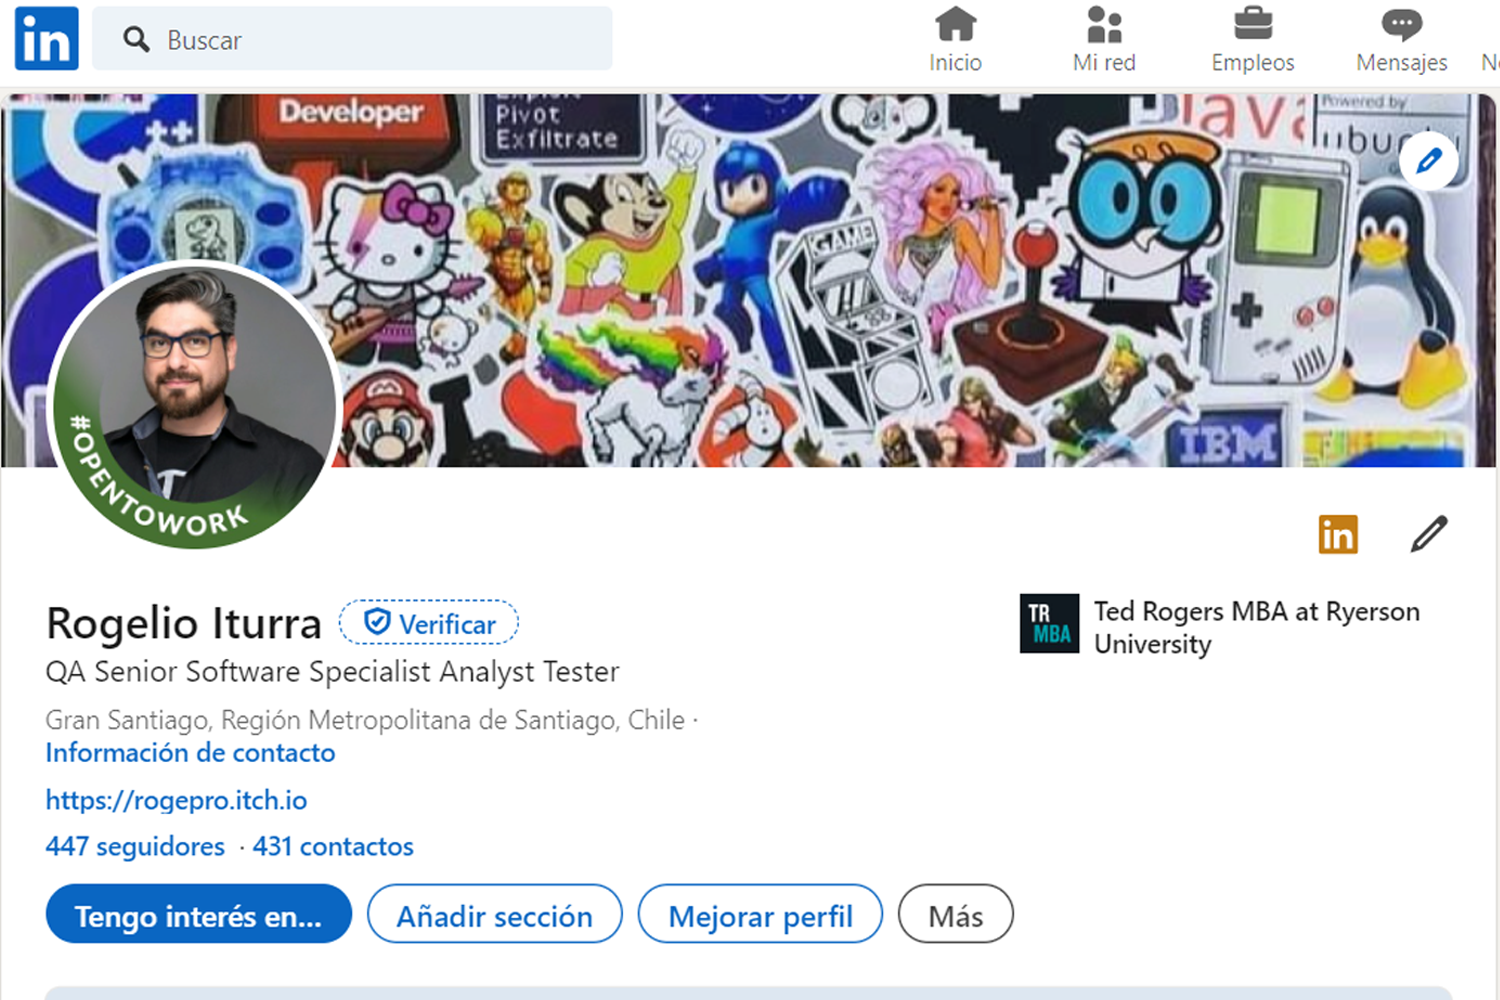 in
Buscar
Inicio
Mi red
Empleos
Mensajes
++
Developer
Pivot
Exfiltrate
Java
Powered by
ubuntu
GAME
IBM
#OPENTOWORK
in
Rogelio Iturra
Verificar
TR
MBA
Ted Rogers MBA at Ryerson
University
QA Senior Software Specialist Analyst Tester
Gran Santiago, Región Metropolitana de Santiago, Chile ·
Información de contacto
https://rogepro.itch.io
447 seguidores · 431 contactos
Tengo interés en...
Añadir sección
Mejorar perfil
Más